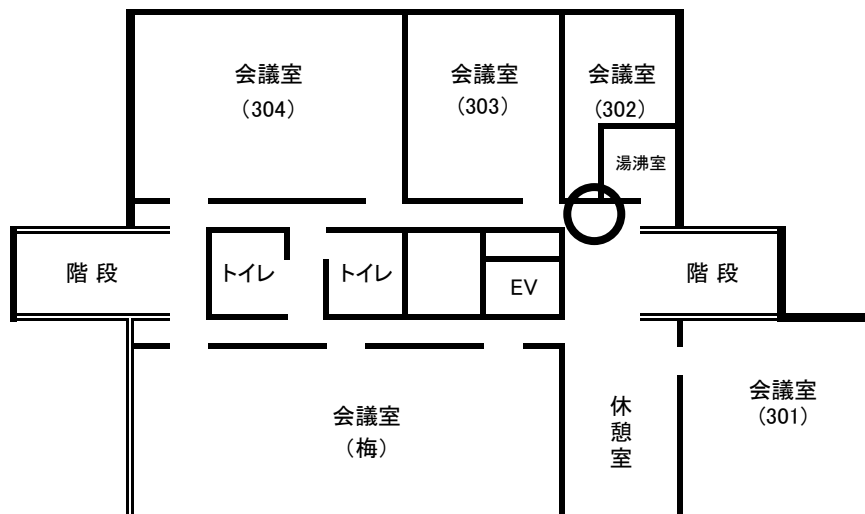 会議室
（304）
会議室
（303）
会議室
（302）
湯沸室
階 段
トイレ
トイレ
EV
階 段
会議室
（梅）
休憩室
会議室
（301）